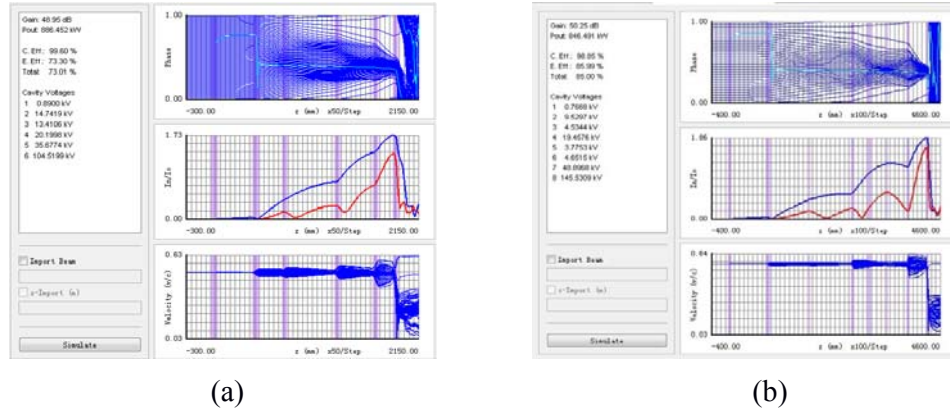 Gain: 48.95 dB
Pout: 886.452 kW
C. Eff.: 99.60 %
E. Eff.: 73.30 %
Total: 73.01 %
Cavity Voltages
1 0.8900 kV
2 14.7419 kV
3 13.4106 kV
4 20.1998 kV
5 35.6774 kV
6 104.5199 kV
Import Beam
z-Import (m)
Simulate
1.00
Phase
0.00
-300.00 z (mm) x50/Step 2150.00
1.73
In/Io
0.00
-300.00 z (mm) x50/Step 2150.00
0.63
Velocity (v/c)
0.03
-300.00 z (mm) x50/Step 2150.00
(a)
Pout: 846.491 kW
C. Eff.: 98.85 %
E. Eff.: 85.99 %
Total: 85.00 %
Cavity Voltages
1 0.7668 kV
2 9.5297 kV
3 4.5344 kV
4 19.4576 kV
5 3.7753 kV
6 4.6515 kV
7 48.8968 kV
8 145.5309 kV
Import Beam
z-Import (m)
Simulate
1.00
Phase
0.00
-400.00 z (mm) x100/Step 4600.00
1.86
In/Io
0.00
-400.00 z (mm) x100/Step 4600.00
0.64
Velocity (v/c)
0.03
-400.00 z (mm) x100/Step 4600.00
(b)